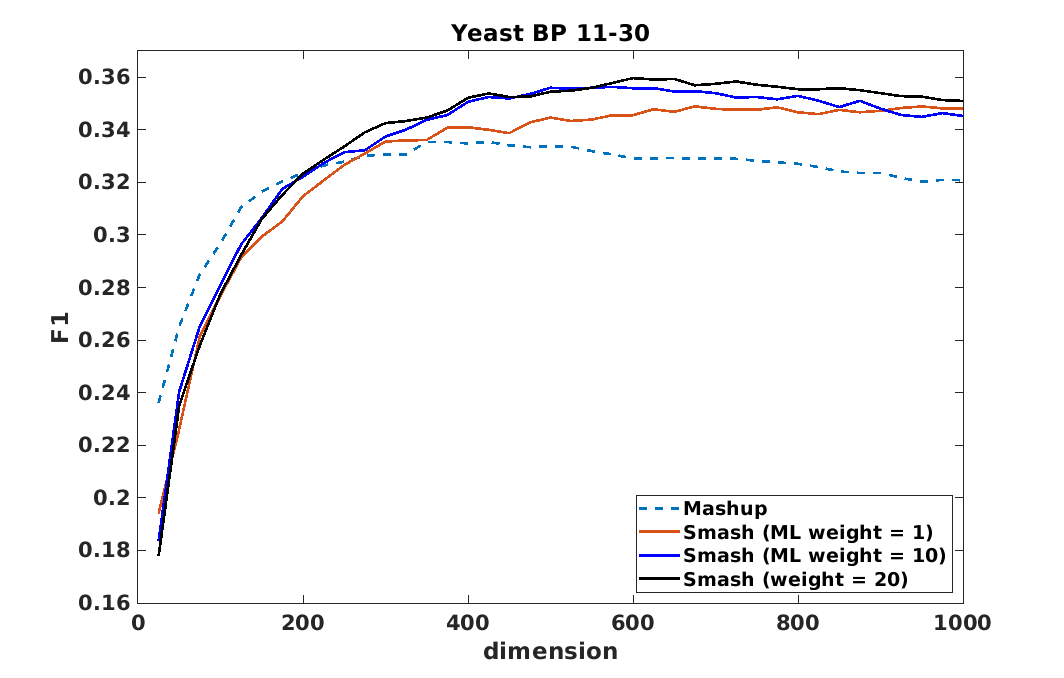 Yeast BP 11-30
0.36
0.34
0.32
0.3
0.28
0.26
0.24
0.22
0.2
0.18
0.16
F1
Mashup
Smash (ML weight = 1)
Smash (ML weight = 10)
Smash (weight = 20)
0 200 400 600 800 1000
dimension